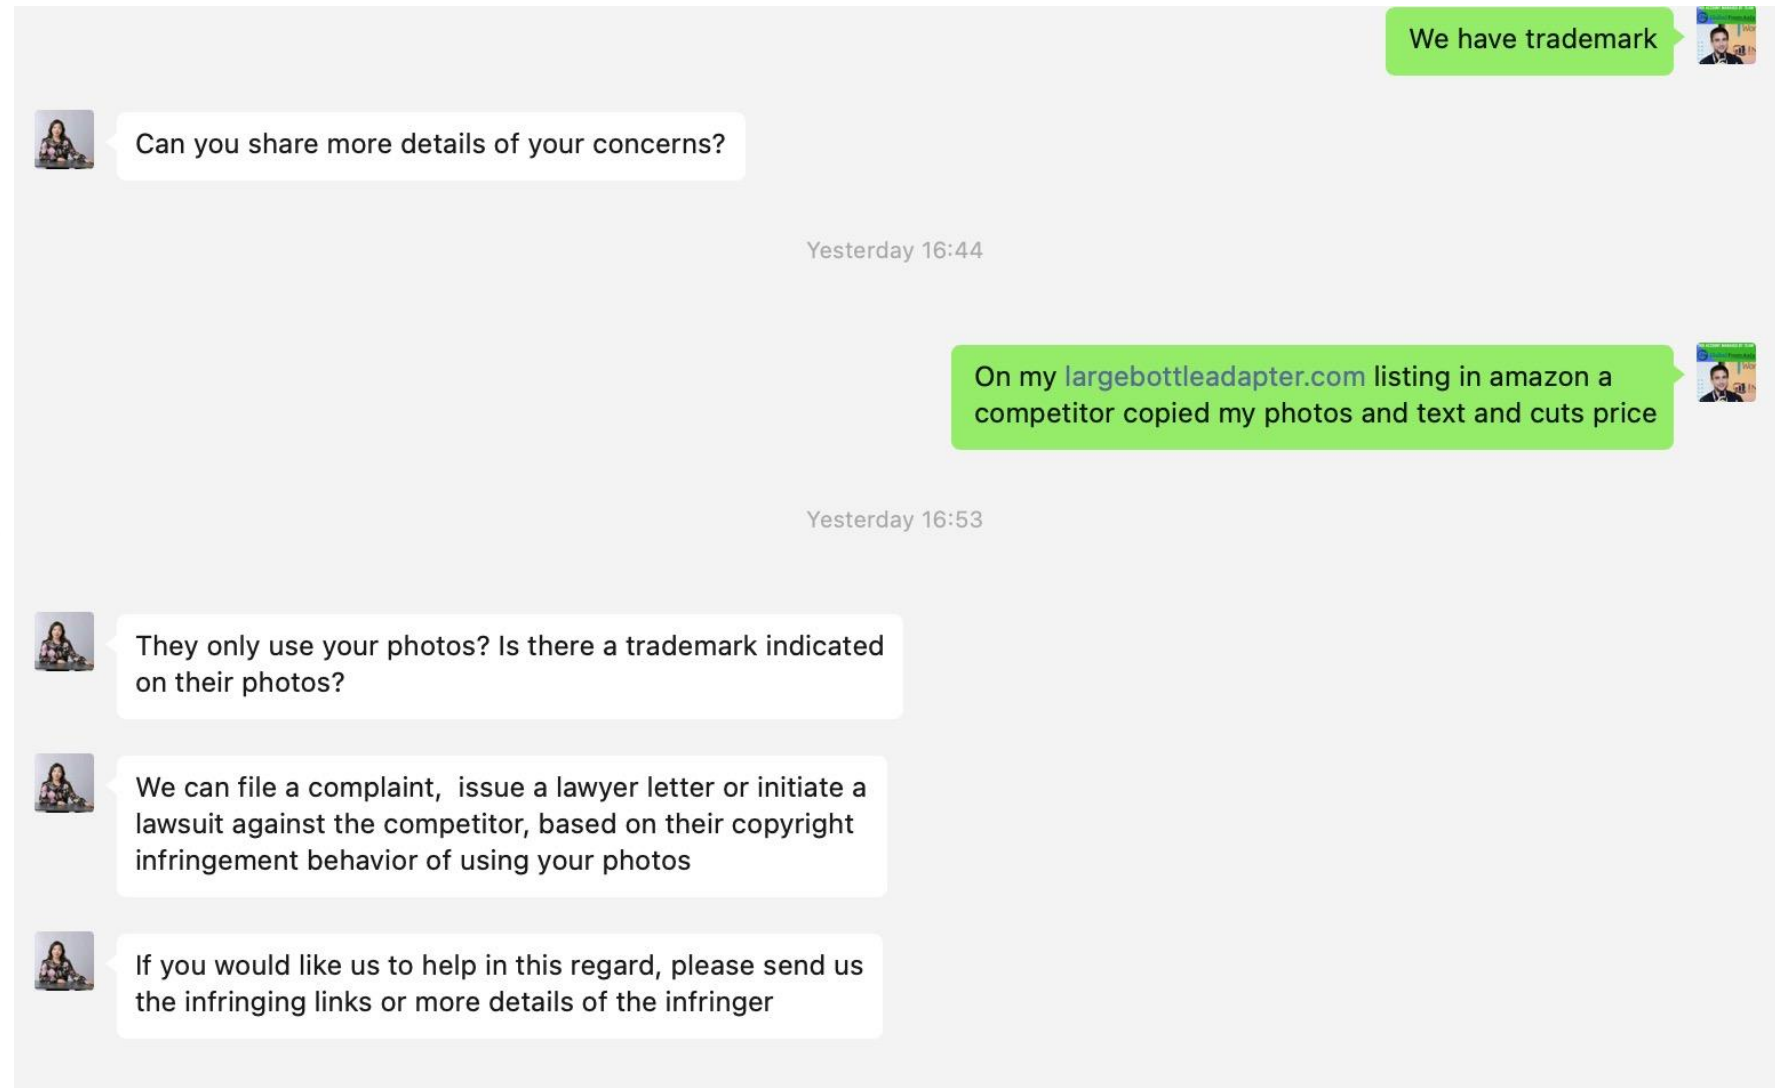 We have trademark
Can you share more details of your concerns?
Yesterday 16:44
On my largebottleadapter.com listing in amazon a
competitor copied my photos and text and cuts price
Yesterday 16:53
They only use your photos? Is there a trademark indicated
on their photos?
We can file a complaint,  issue a lawyer letter or initiate a
lawsuit against the competitor, based on their copyright
infringement behavior of using your photos
If you would like us to help in this regard, please send us
the infringing links or more details of the infringer